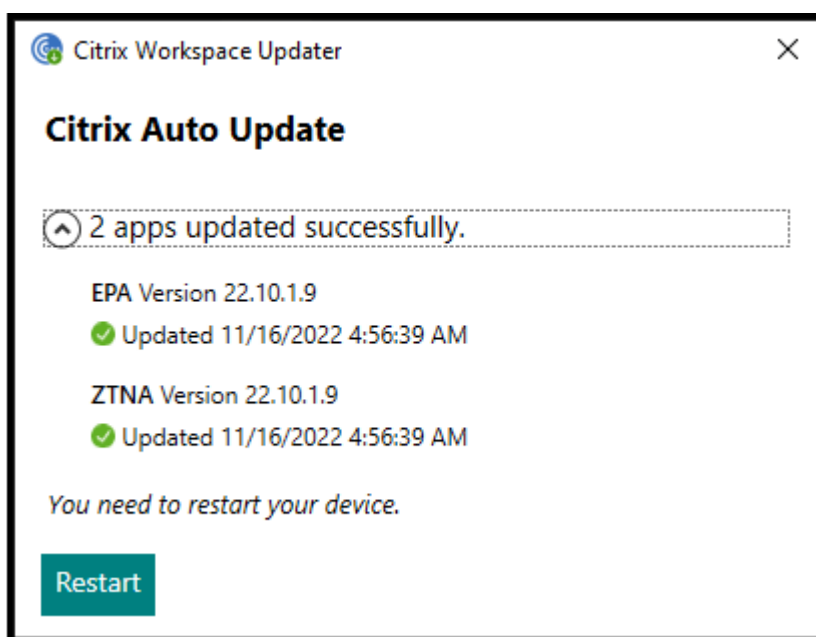 Citrix Workspace Updater
Citrix Auto Update
2 apps updated successfully.
EPA Version 22.10.1.9
Updated 11/16/2022 4:56:39 AM
ZTNA Version 22.10.1.9
Updated 11/16/2022 4:56:39 AM
You need to restart your device.
Restart